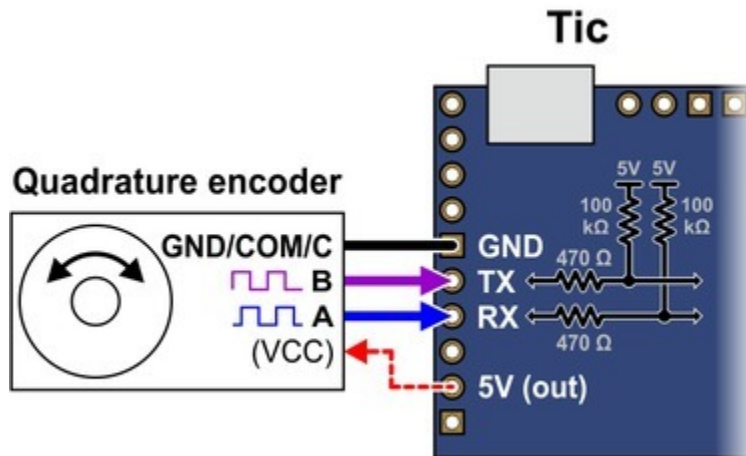 Tic
Quadrature encoder
GND/COM/C
B
A
(VCC)
GND
TX
RX
5V (out)
5V 5V
100 kΩ
100 kΩ
470 Ω
470 Ω